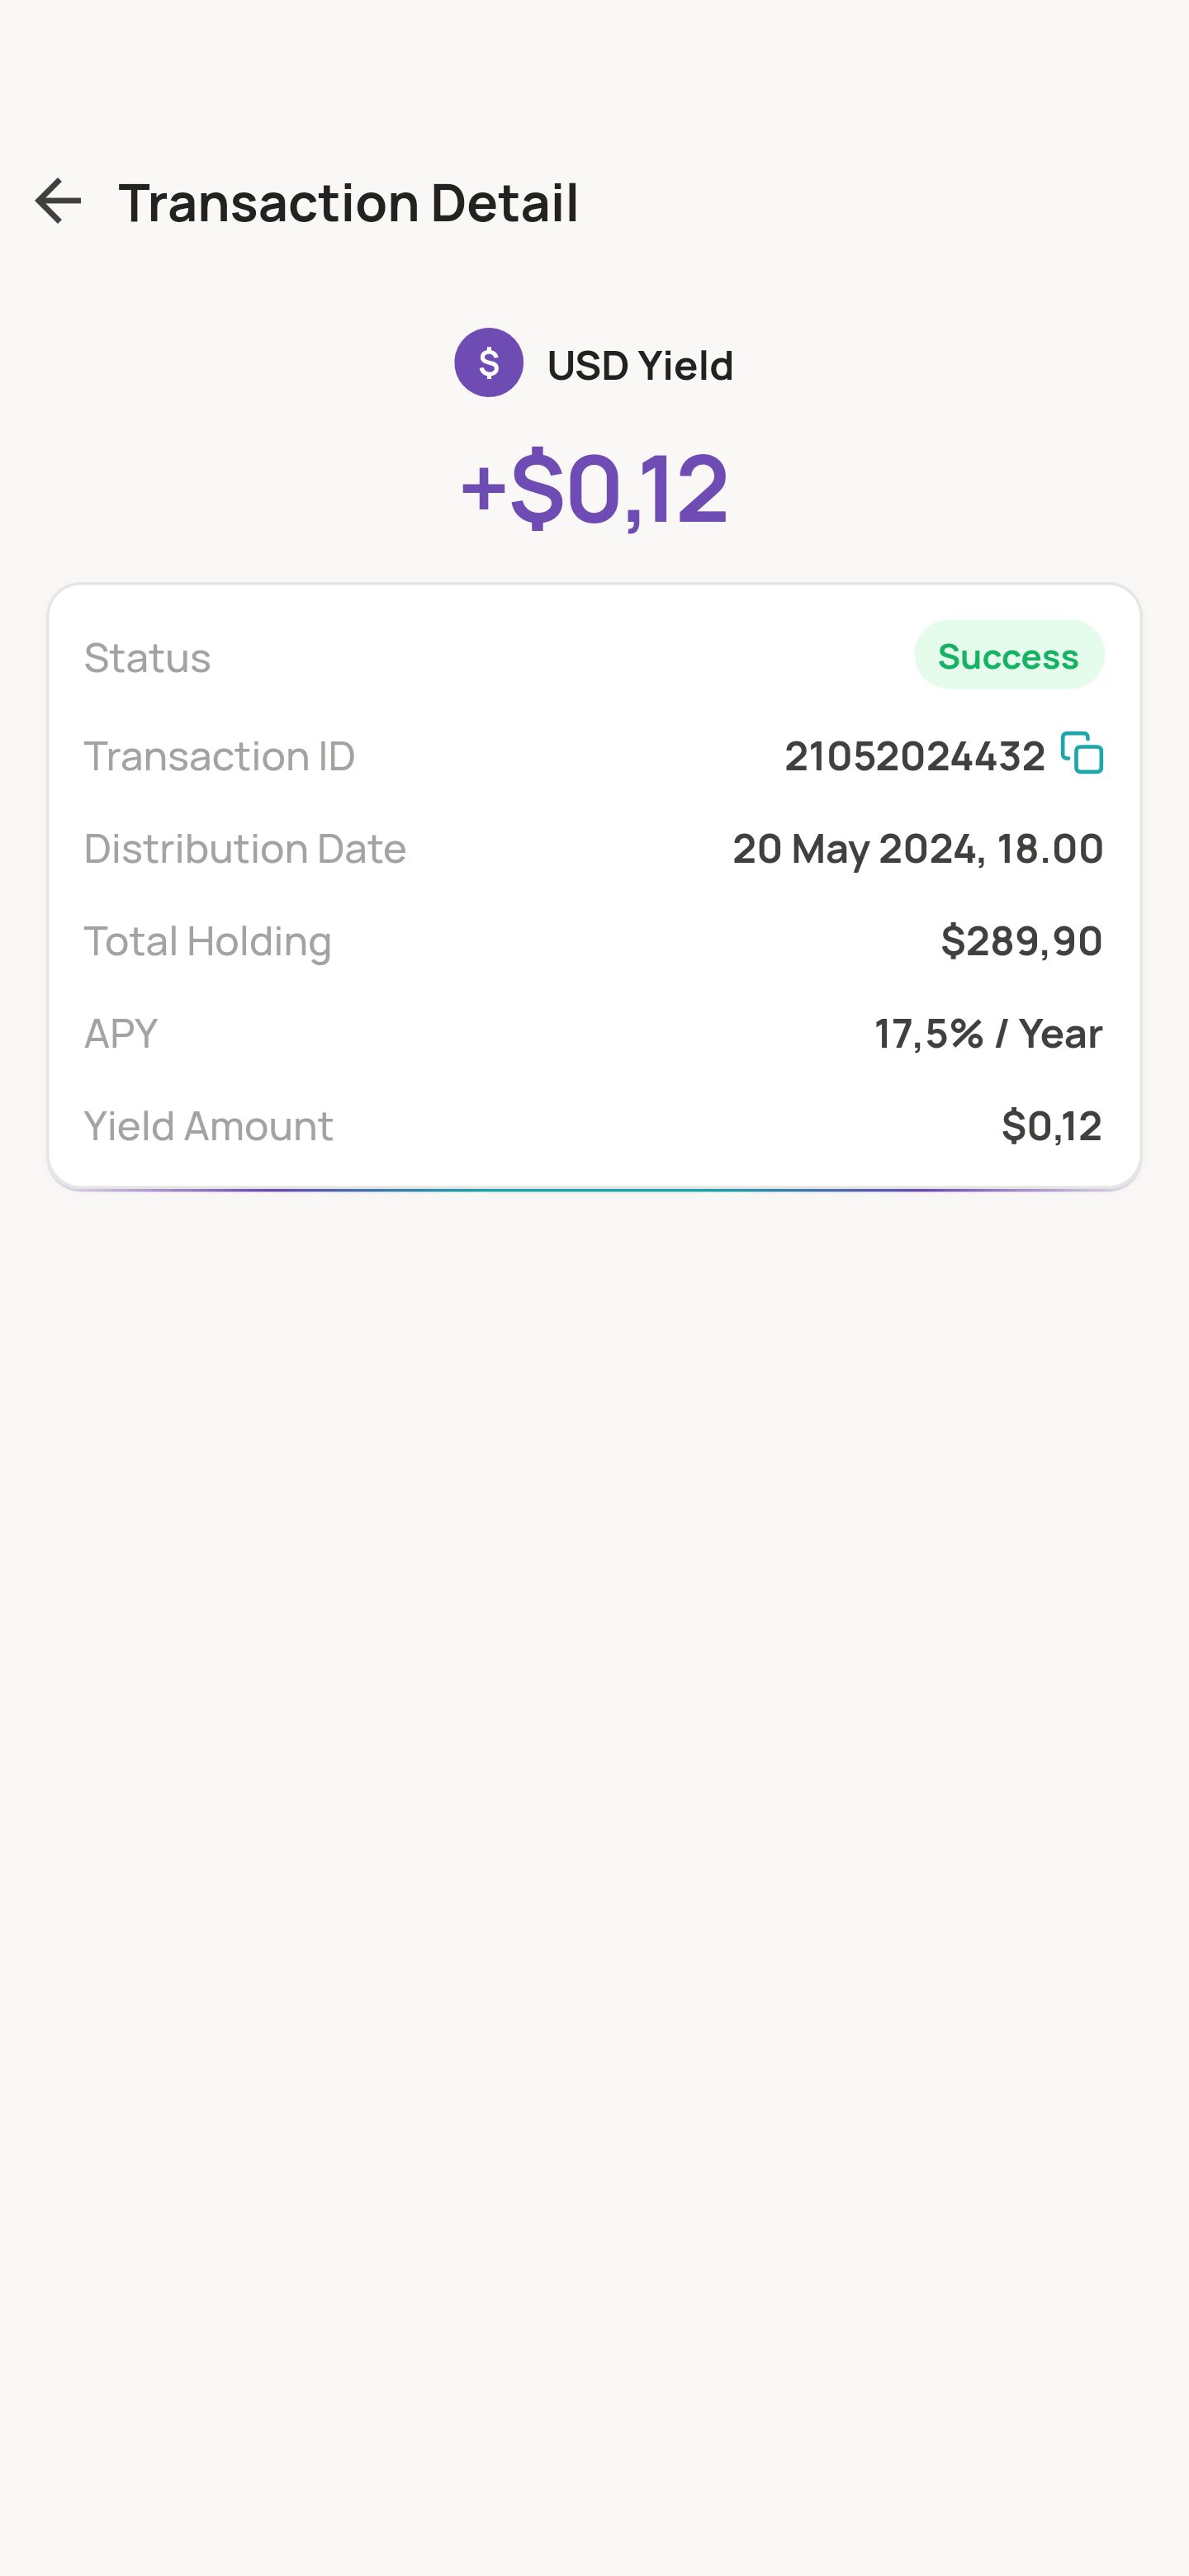 Transaction Detail
$ USD Yield
+$0,12
Status Success
Transaction ID 21052024432
Distribution Date 20 May 2024, 18.00
Total Holding $289,90
APY 17,5% / Year
Yield Amount $0,12